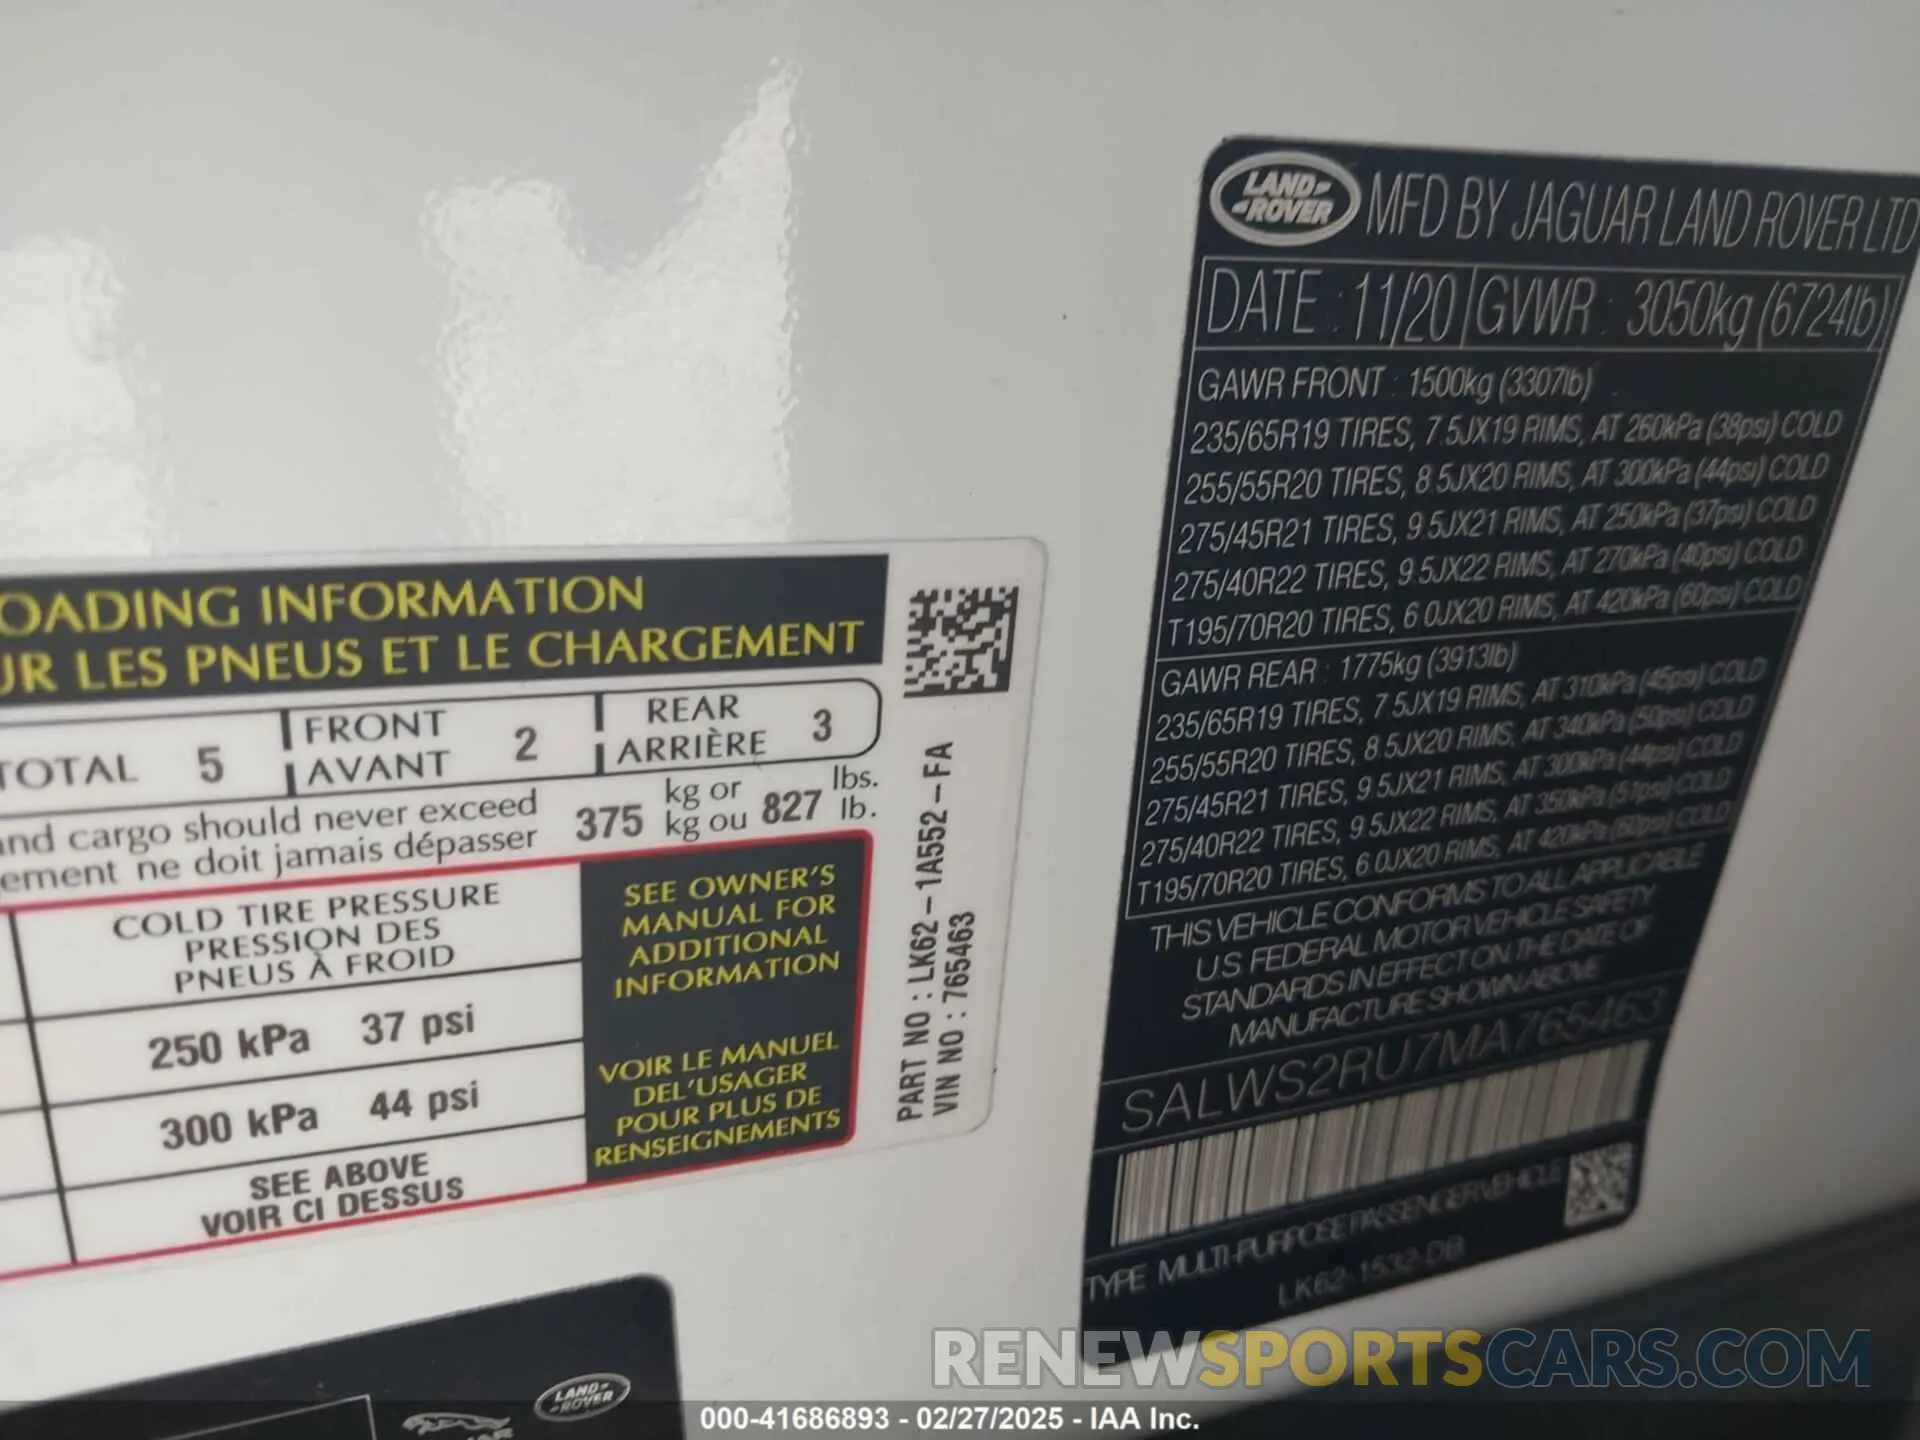 OADING INFORMATION
UR LES PNEUS ET LE CHARGEMENT
TOTAL 5 FRONT AVANT 2 REAR ARRIÈRE 3
and cargo should never exceed 375 kg or 827 lbs.
ement ne doit jamais dépasser kg ou lb.
COLD TIRE PRESSURE
PRESSION DES
PNEUS À FROID
250 kPa 37 psi
300 kPa 44 psi
SEE ABOVE
VOIR CI DESSUS
SEE OWNER'S
MANUAL FOR
ADDITIONAL
INFORMATION
VOIR LE MANUEL
DEL'USAGER
POUR PLUS DE
RENSEIGNEMENTS
PART NO : LK62-1A552-FA
VIN NO : 765463
LAND-
-ROVER
MFD BY JAGUAR LAND ROVER LTD
DATE : 11/20 GVWR : 3050kg (6724lb)
GAWR FRONT : 1500kg (3307lb)
235/65R19 TIRES, 7.5JX19 RIMS, AT 260kPa (38psi) COLD
255/55R20 TIRES, 8.5JX20 RIMS, AT 300kPa (44psi) COLD
275/45R21 TIRES, 9.5JX21 RIMS, AT 250kPa (37psi) COLD
275/40R22 TIRES, 9.5JX22 RIMS, AT 270kPa (40psi) COLD
T195/70R20 TIRES, 6.0JX20 RIMS, AT 420kPa (60psi) COLD
GAWR REAR : 1775kg (3913lb)
235/65R19 TIRES, 7.5JX19 RIMS, AT 310kPa (45psi) COLD
255/55R20 TIRES, 8.5JX20 RIMS, AT 340kPa (50psi) COLD
275/45R21 TIRES, 9.5JX21 RIMS, AT 300kPa (44psi) COLD
275/40R22 TIRES, 9.5JX22 RIMS, AT 350kPa (51psi) COLD
T195/70R20 TIRES, 6.0JX20 RIMS, AT 420kPa (60psi) COLD
THIS VEHICLE CONFORMS TO ALL APPLICABLE
U.S FEDERAL MOTOR VEHICLE SAFETY
STANDARDS IN EFFECT ON THE DATE OF
MANUFACTURE SHOWN ABOVE
SALWS2RU7MA765463
TYPE MULTI-PURPOSE PASSENGER VEHICLE
LK62-1532-DB
LAND-
-ROVER
RENEWSPORTSCARS.COM
000-41686893 - 02/27/2025 - IAA Inc.